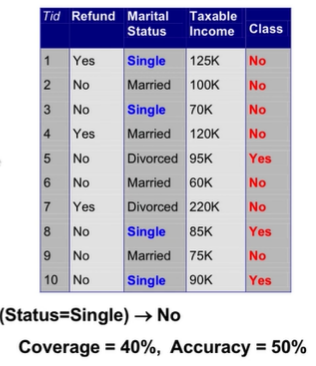 Tid Refund Marital Status Taxable Income Class
1 Yes Single 125K No
2 No Married 100K No
3 No Single 70K No
4 Yes Married 120K No
5 No Divorced 95K Yes
6 No Married 60K No
7 Yes Divorced 220K No
8 No Single 85K Yes
9 No Married 75K No
10 No Single 90K Yes
(Status=Single) → No
Coverage = 40%, Accuracy = 50%